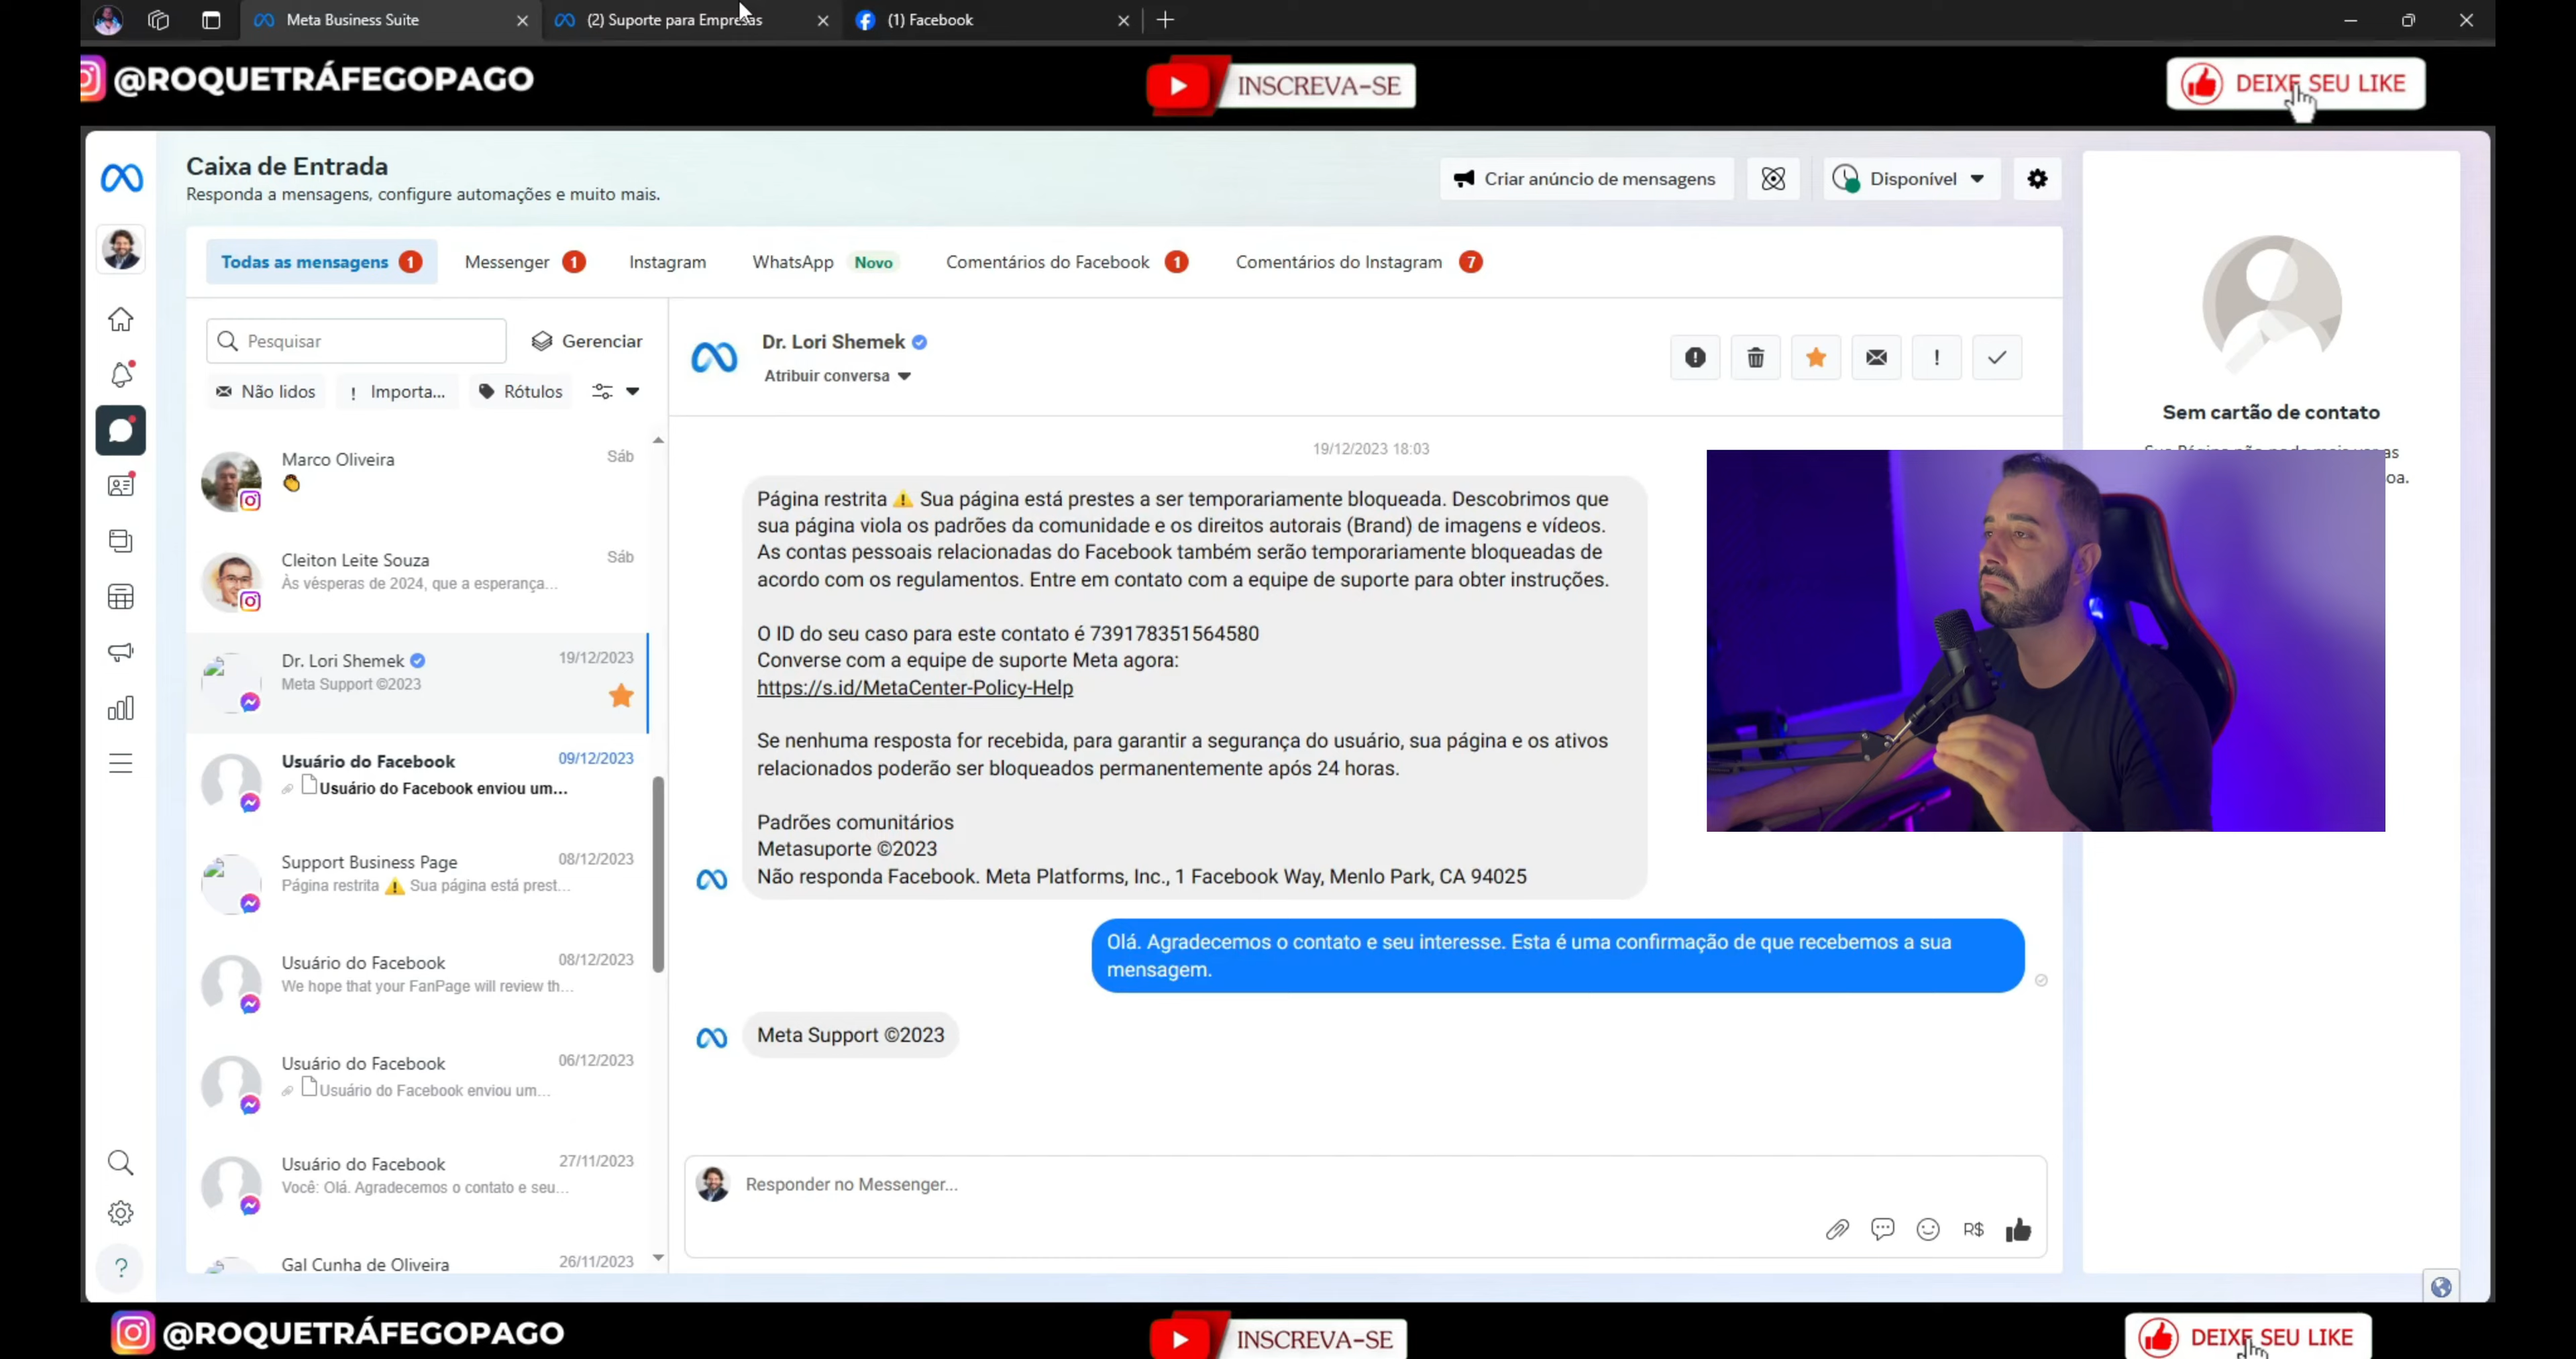 Meta Business Suite
(2) Suporte para Empresas
(1) Facebook
@ROQUETRÁFEGOPAGO
INSCREVA-SE
DEIXE SEU LIKE
Caixa de Entrada
Responda a mensagens, configure automações e muito mais.
Criar anúncio de mensagens
Disponível
Todas as mensagens 1
Messenger 1
Instagram
WhatsApp Novo
Comentários do Facebook 1
Comentários do Instagram 7
Pesquisar
Gerenciar
Não lidos
! Importa...
Rótulos
Marco Oliveira
Sáb
👏
Cleiton Leite Souza
Sáb
Às vésperas de 2024, que a esperança...
Dr. Lori Shemek
19/12/2023
Meta Support ©2023
Usuário do Facebook
09/12/2023
Usuário do Facebook enviou um...
Support Business Page
08/12/2023
Página restrita ⚠️ Sua página está prest...
Usuário do Facebook
08/12/2023
We hope that your FanPage will review th...
Usuário do Facebook
06/12/2023
Usuário do Facebook enviou um...
Usuário do Facebook
27/11/2023
Você: Olá. Agradecemos o contato e seu...
Gal Cunha de Oliveira
26/11/2023
Dr. Lori Shemek
Atribuir conversa
19/12/2023 18:03
Página restrita ⚠️ Sua página está prestes a ser temporariamente bloqueada. Descobrimos que
sua página viola os padrões da comunidade e os direitos autorais (Brand) de imagens e vídeos.
As contas pessoais relacionadas do Facebook também serão temporariamente bloqueadas de
acordo com os regulamentos. Entre em contato com a equipe de suporte para obter instruções.
O ID do seu caso para este contato é 739178351564580
Converse com a equipe de suporte Meta agora:
https://s.id/MetaCenter-Policy-Help
Se nenhuma resposta for recebida, para garantir a segurança do usuário, sua página e os ativos
relacionados poderão ser bloqueados permanentemente após 24 horas.
Padrões comunitários
Metasuporte ©2023
Não responda Facebook. Meta Platforms, Inc., 1 Facebook Way, Menlo Park, CA 94025
Olá. Agradecemos o contato e seu interesse. Esta é uma confirmação de que recebemos a sua
mensagem.
Meta Support ©2023
Responder no Messenger...
R$
Sem cartão de contato
@ROQUETRÁFEGOPAGO
INSCREVA-SE
DEIXE SEU LIKE